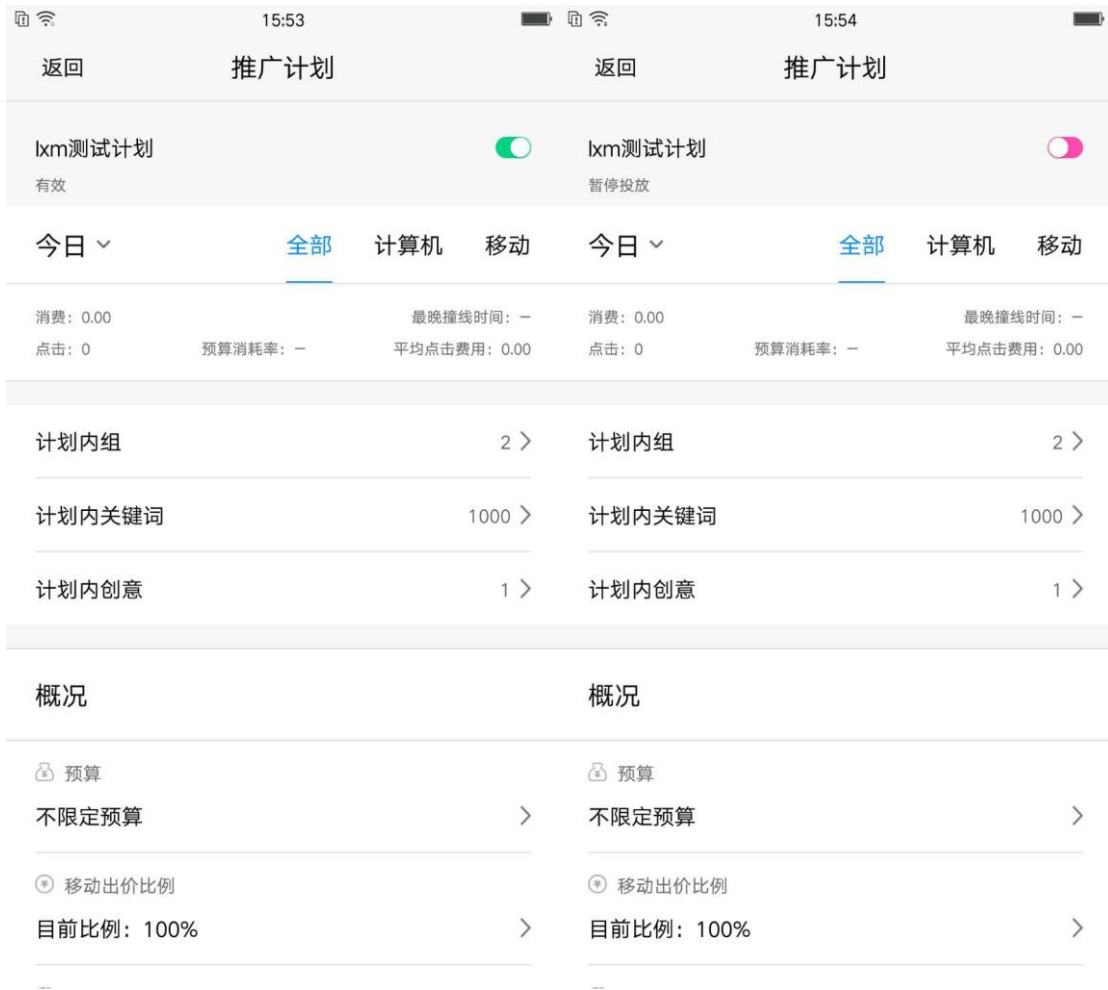 15:53
返回 推广计划
lxm测试计划
有效
今日 全部 计算机 移动
消费：0.00 最晚撞线时间：—
点击：0 预算消耗率：— 平均点击费用：0.00
计划内组 2
计划内关键词 1000
计划内创意 1
概况
预算
不限定预算
移动出价比例
目前比例：100%
15:54
返回 推广计划
lxm测试计划
暂停投放
今日 全部 计算机 移动
消费：0.00 最晚撞线时间：—
点击：0 预算消耗率：— 平均点击费用：0.00
计划内组 2
计划内关键词 1000
计划内创意 1
概况
预算
不限定预算
移动出价比例
目前比例：100%